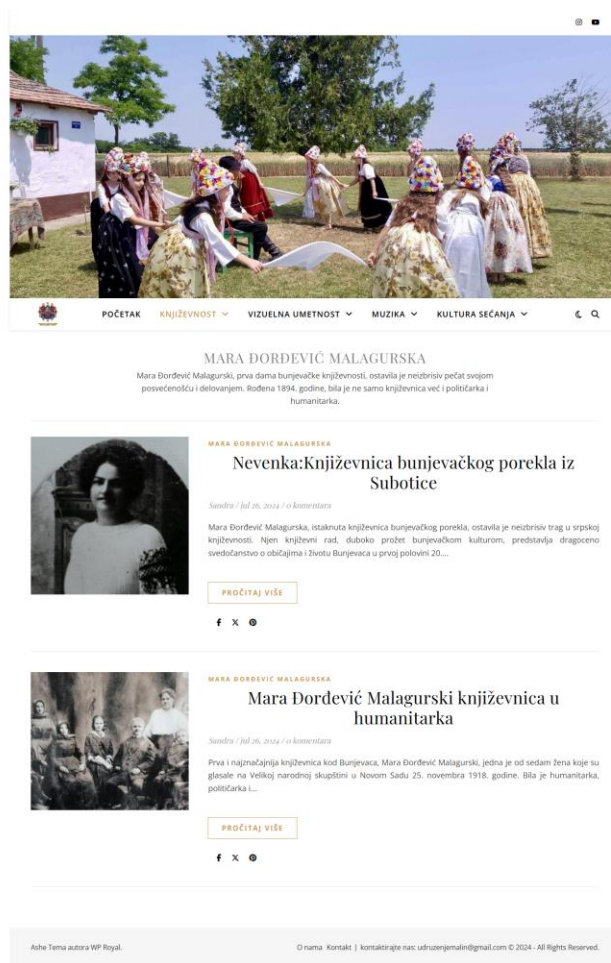 POČETAK
KNJIŽEVNOST
VIZUELNA UMETNOST
MUZIKA
KULTURA SEĆANJA
MARA ĐORĐEVIĆ MALAGURSKA
Mara Đorđević Malagurski, prva dama bunjevačke književnosti, ostavila je neizbrisiv pečat svojom
posvećenošću i delovanjem. Rođena 1894. godine, bila je ne samo književnica već i političarka i
humanitarka.
MARA ĐORĐEVIĆ MALAGURSKA
Nevenka:Književnica bunjevačkog porekla iz
Subotice
Sandra / jul 26, 2024 / 0 komentara
Mara Đorđević Malagurska, istaknuta književnica bunjevačkog porekla, ostavila je neizbrisiv trag u srpskoj
književnosti. Njen književni rad, duboko prožet bunjevačkom kulturom, predstavlja dragoceno
svedočanstvo o običajima i životu Bunjevaca u prvoj polovini 20....
PROČITAJ VIŠE
MARA ĐORĐEVIĆ MALAGURSKA
Mara Đorđević Malagurski književnica u
humanitarka
Sandra / jul 26, 2024 / 0 komentara
Prva i najznačajnija književnica kod Bunjevaca, Mara Đorđević Malagurski, jedna je od sedam žena koje su
glasale na Velikoj narodnoj skupštini u Novom Sadu 25. novembra 1918. godine. Bila je humanitarka,
političarka i...
PROČITAJ VIŠE
Ashe Tema autora WP Royal.
O nama Kontakt | kontaktirajte nas: udruzenjemalin@gmail.com © 2024 - All Rights Reserved.